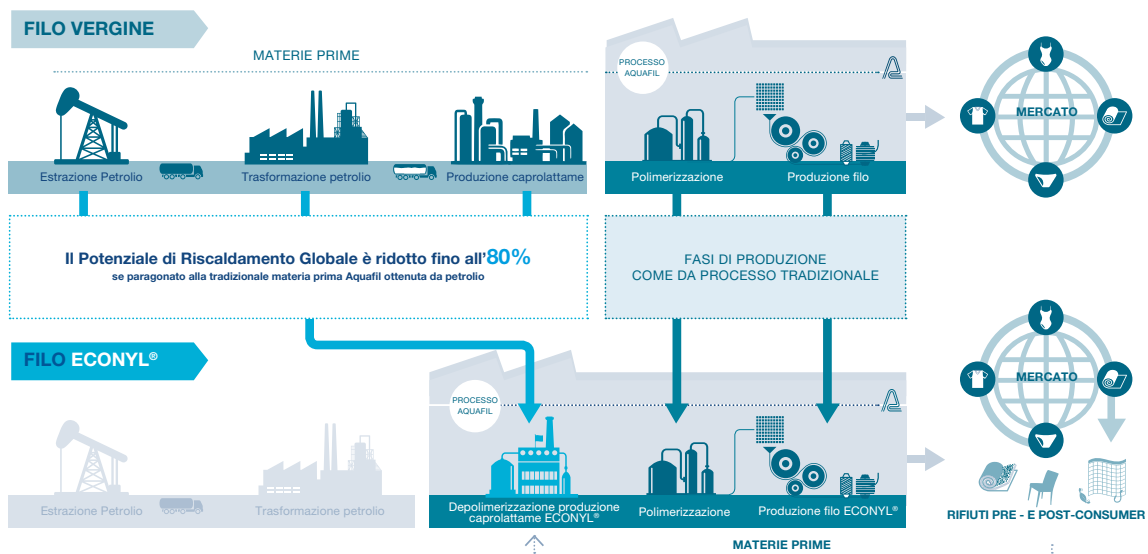 FILO VERGINE
MATERIE PRIME
PROCESSO
AQUAFIL
Estrazione Petrolio
Trasformazione petrolio
Produzione caprolattame
Polimerizzazione
Produzione filo
MERCATO
Il Potenziale di Riscaldamento Globale è ridotto fino all'80%
se paragonato alla tradizionale materia prima Aquafil ottenuta da petrolio
FASI DI PRODUZIONE
COME DA PROCESSO TRADIZIONALE
FILO ECONYL®
PROCESSO
AQUAFIL
MERCATO
Estrazione Petrolio
Trasformazione petrolio
Depolimerizzazione produzione
caprolattame ECONYL®
Polimerizzazione
Produzione filo ECONYL®
RIFIUTI PRE - E POST-CONSUMER
MATERIE PRIME